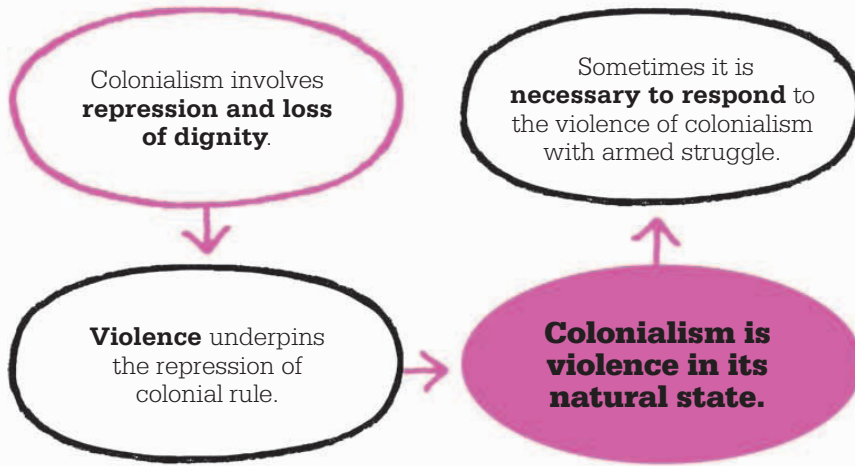 Colonialism involves
repression and loss
of dignity.
Violence underpins
the repression of
colonial rule.
Colonialism is
violence in its
natural state.
Sometimes it is
necessary to respond to
the violence of colonialism
with armed struggle.